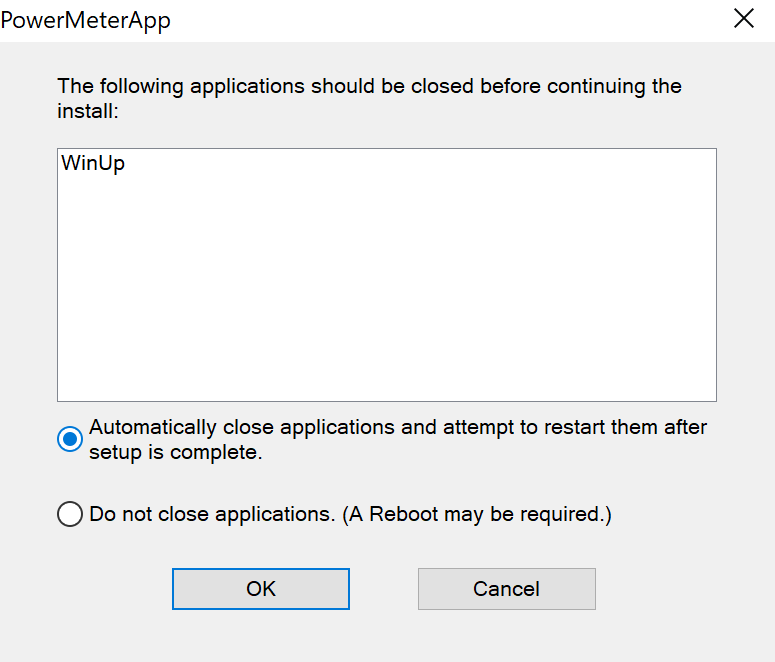 PowerMeterApp
The following applications should be closed before continuing the
install:
WinUp
Automatically close applications and attempt to restart them after
setup is complete.
Do not close applications. (A Reboot may be required.)
OK
Cancel